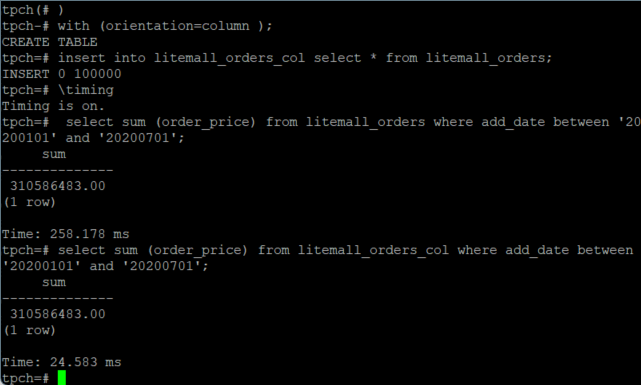 tpch(# )
tpch-# with (orientation=column );
CREATE TABLE
tpch=# insert into litemall_orders_col select * from litemall_orders;
INSERT 0 100000
tpch=# \timing
Timing is on.
tpch=#  select sum (order_price) from litemall_orders where add_date between '20
200101' and '20200701';
     sum
--------------
 310586483.00
(1 row)

Time: 258.178 ms
tpch=# select sum (order_price) from litemall_orders_col where add_date between
'20200101' and '20200701';
     sum
--------------
 310586483.00
(1 row)

Time: 24.583 ms
tpch=#